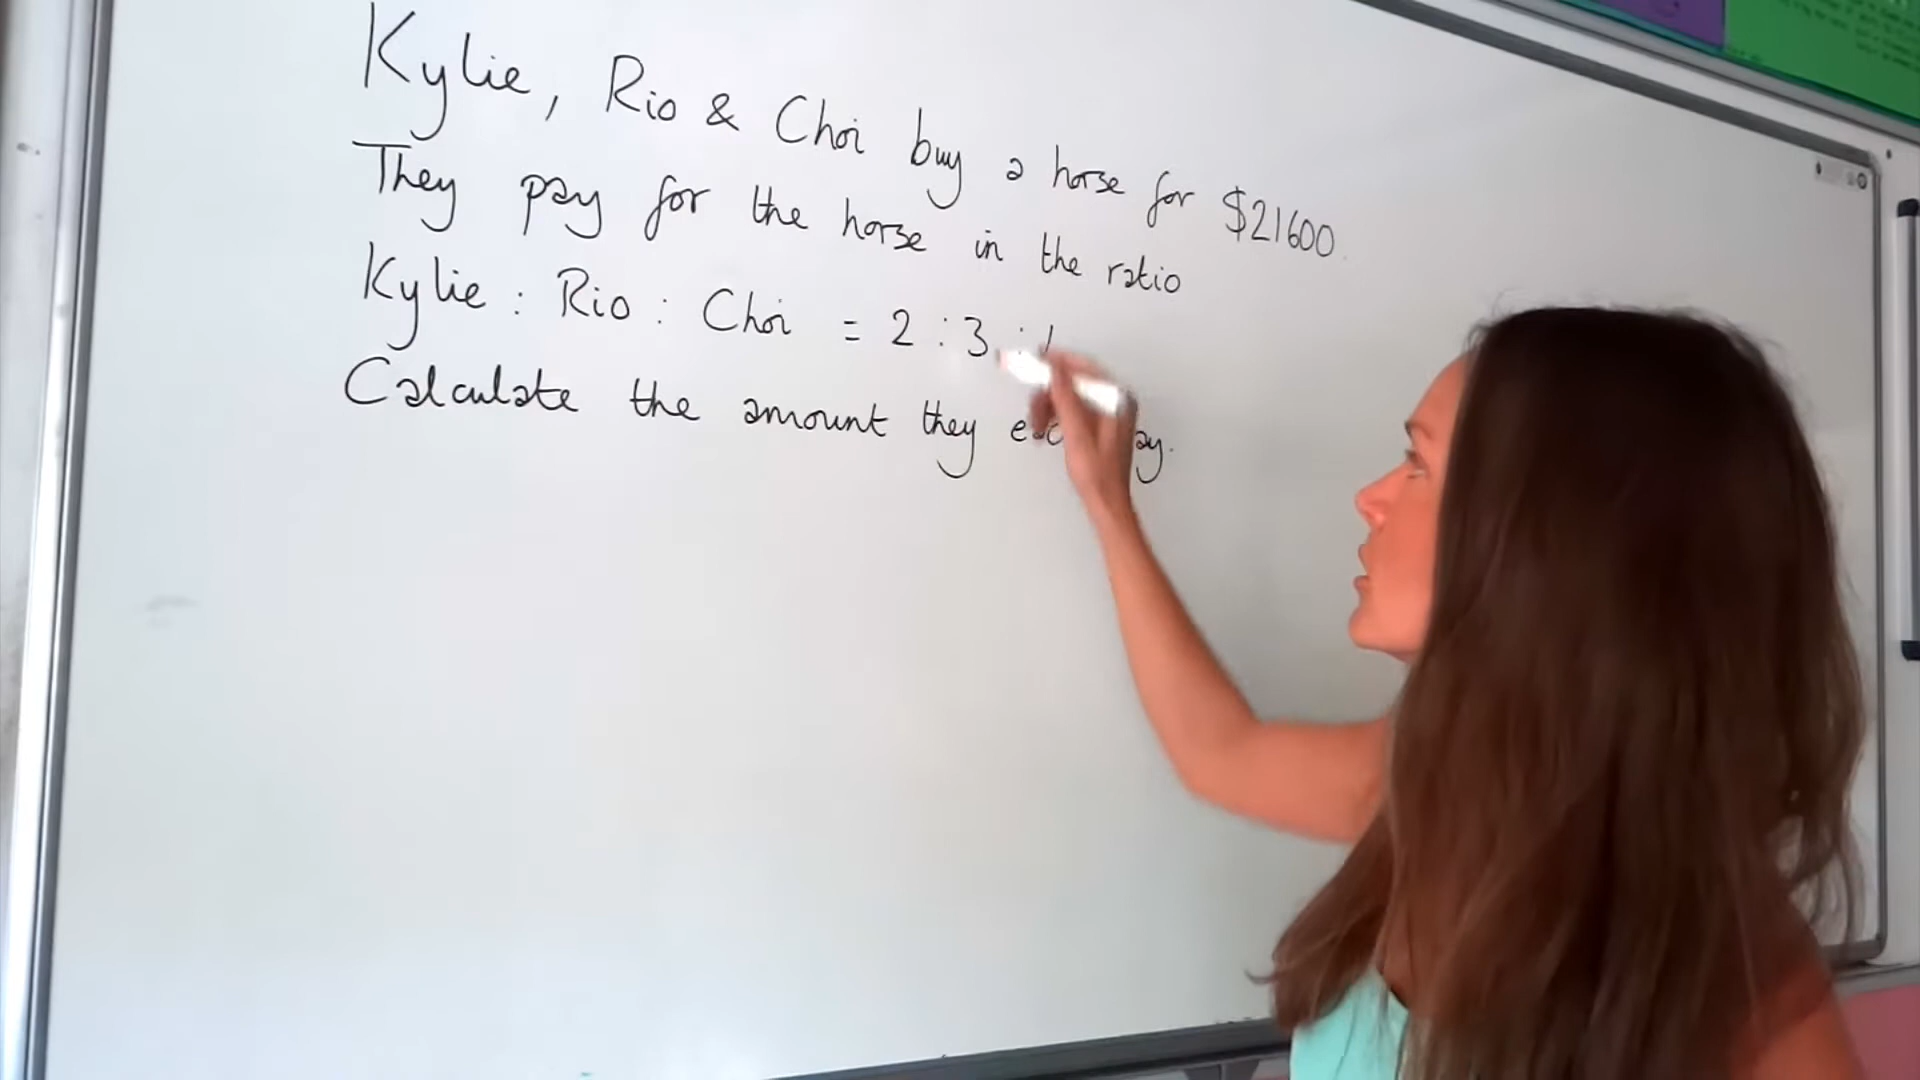 Kylie, Rio & Choi buy a horse for $21600.
They pay for the horse in the ratio
Kylie : Rio : Choi = 2 : 3 :
Calculate the amount they